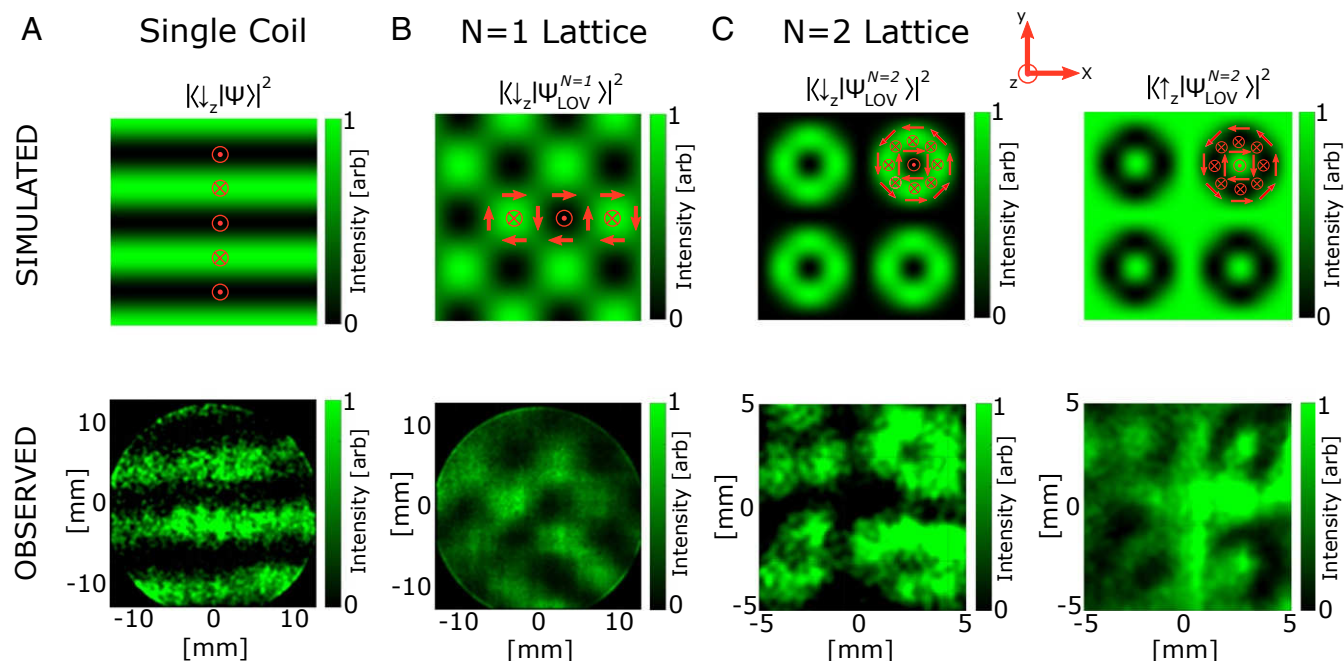 A Single Coil B N=1 Lattice C N=2 Lattice
y
x
z
|⟨↓z|Ψ⟩|² |⟨↓z|Ψ_LOV^{N=1}⟩|² |⟨↓z|Ψ_LOV^{N=2}⟩|² |⟨↑z|Ψ_LOV^{N=2}⟩|²
SIMULATED
1 1 1 1
Intensity [arb] Intensity [arb] Intensity [arb] Intensity [arb]
0 0 0 0
OBSERVED
10 0 -10
[mm]
-10 0 10
[mm]
1 Intensity [arb] 0
10 0 -10
[mm]
-10 0 10
[mm]
1 Intensity [arb] 0
5 0 -5
[mm]
-5 0 5
[mm]
1 Intensity [arb] 0
5 0 -5
[mm]
-5 0 5
[mm]
1 Intensity [arb] 0